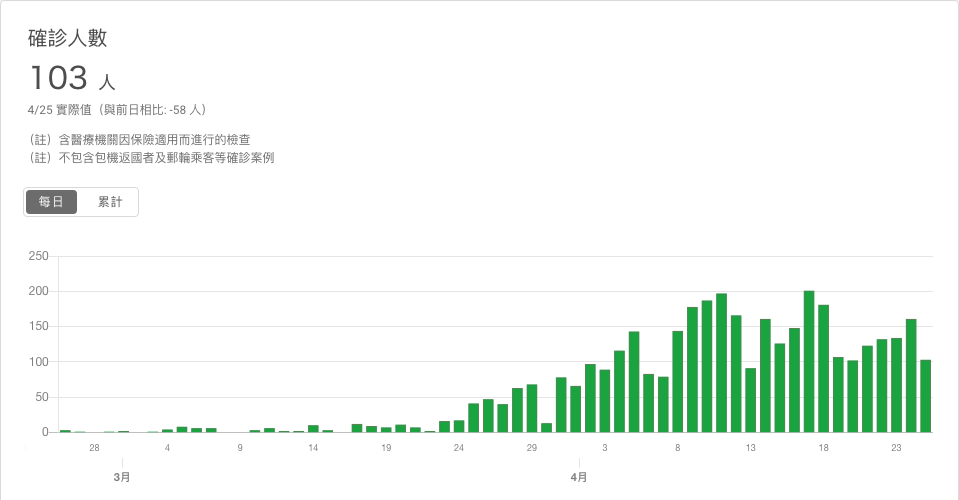 確診人數
103 人
4/25 實際值（與前日相比: -58 人）
（註）含醫療機關因保險適用而進行的檢查
（註）不包含包機返國者及郵輪乘客等確診案例
每日 累計
250
200
150
100
50
0
28 4 9 14 19 24 29 3 8 13 18 23
3月 4月